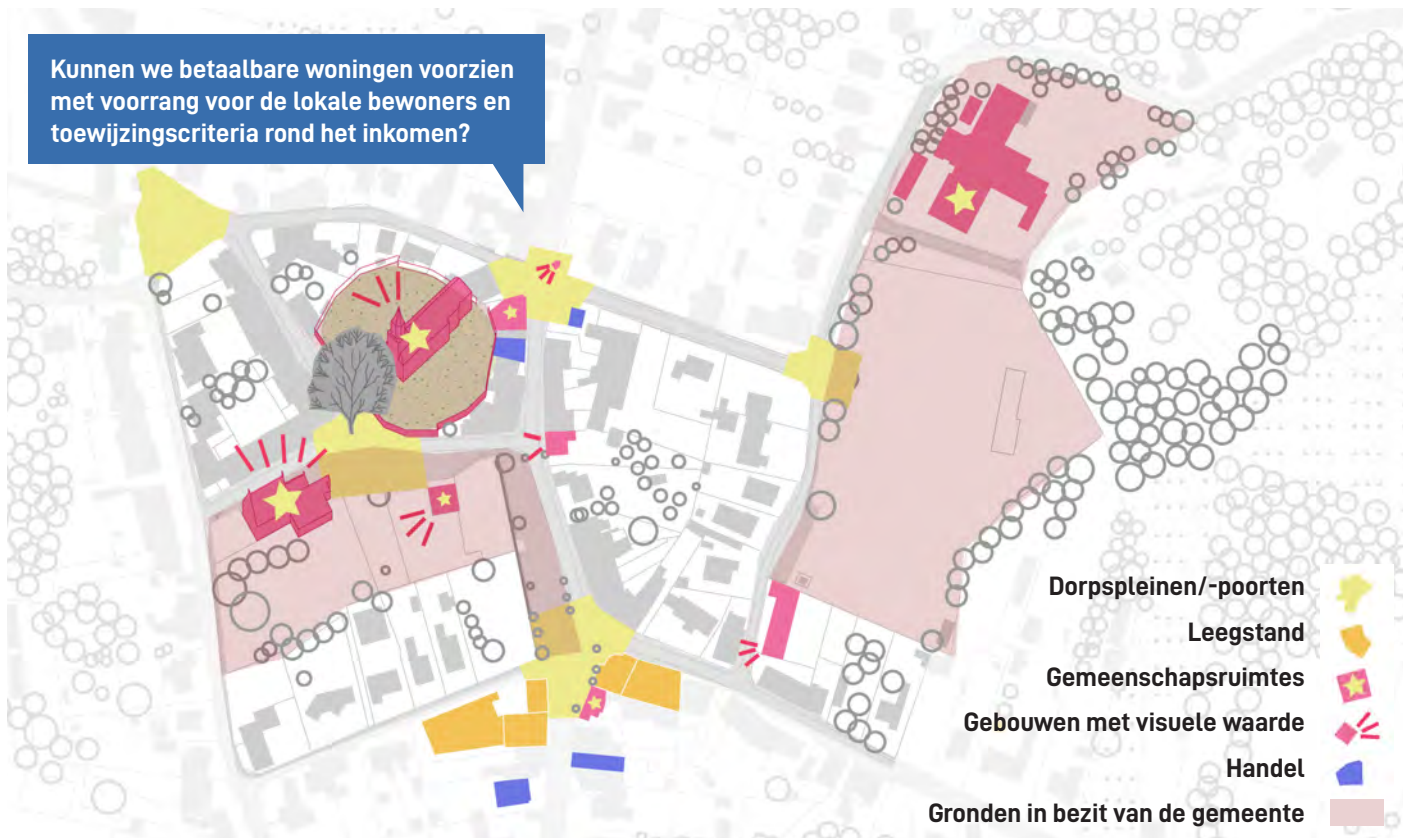 Kunnen we betaalbare woningen voorzien
met voorrang voor de lokale bewoners en
toewijzingscriteria rond het inkomen?
Dorpspleinen/-poorten
Leegstand
Gemeenschapsruimtes
Gebouwen met visuele waarde
Handel
Gronden in bezit van de gemeente